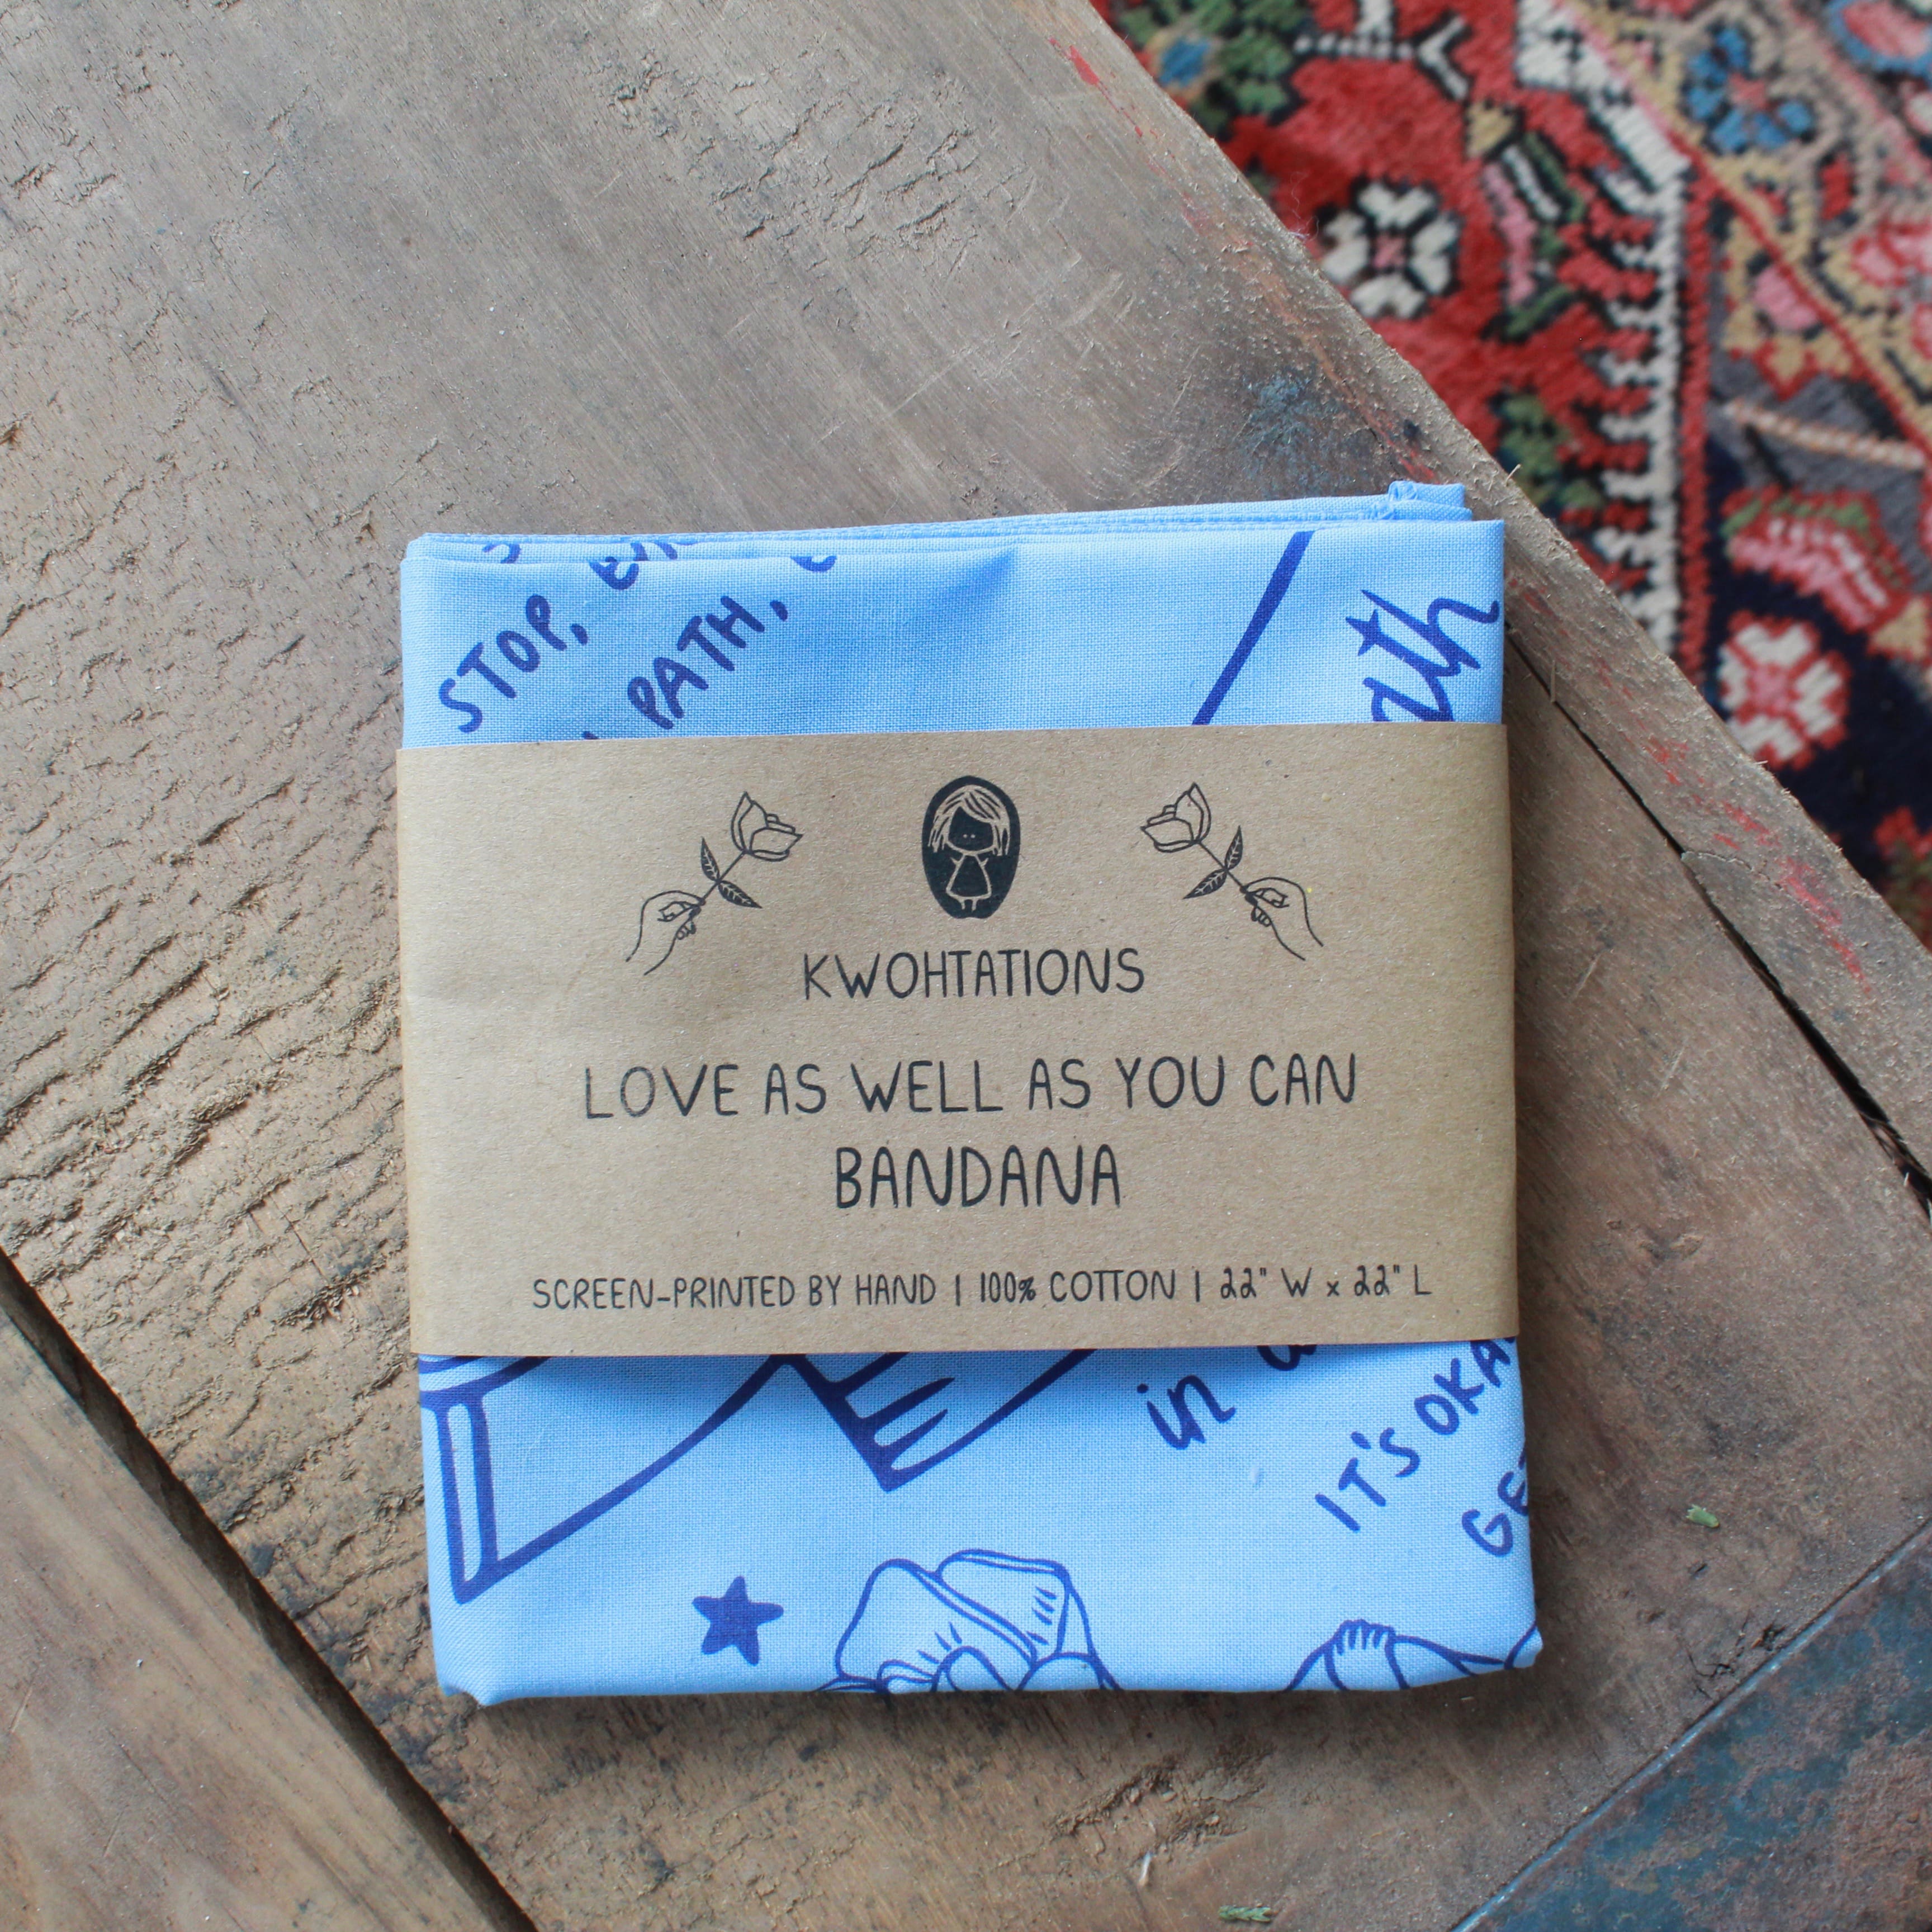 STOP,
PATH,
KWOHTATIONS
LOVE AS WELL AS YOU CAN
BANDANA
SCREEN-PRINTED BY HAND | 100% COTTON | 22" W x 22" L
in
IT'S